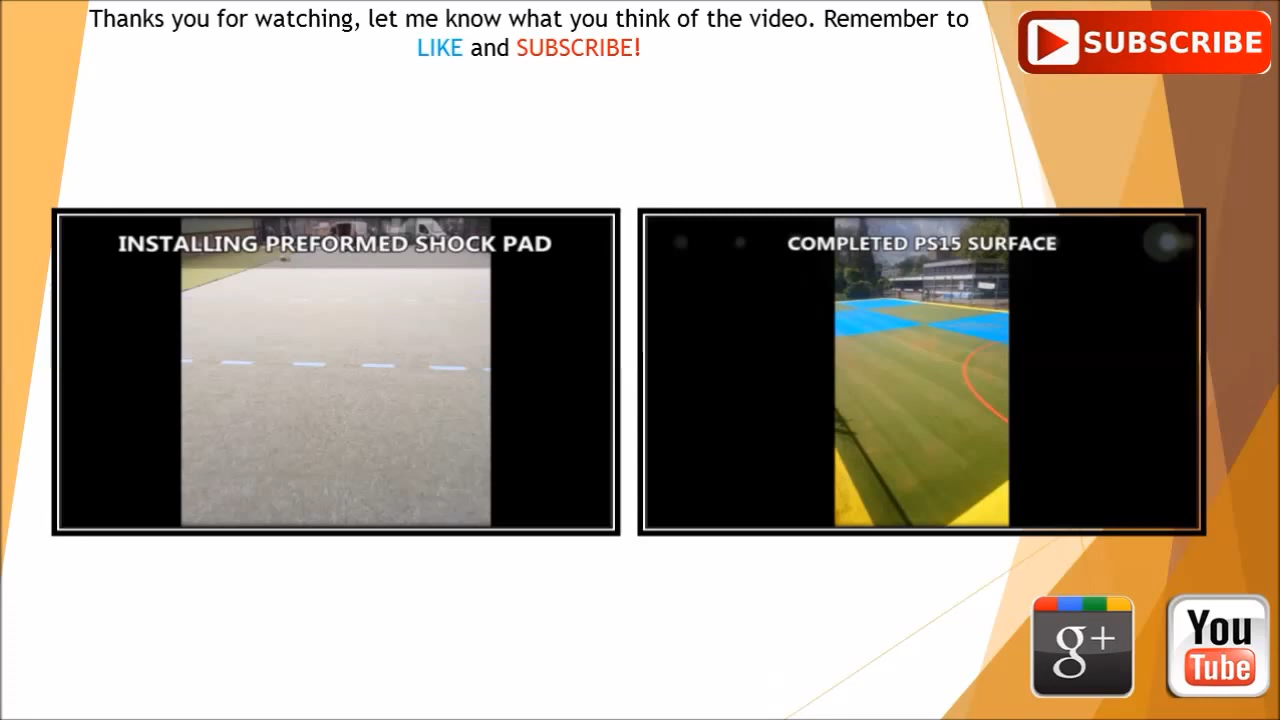 Thanks you for watching, let me know what you think of the video. Remember to
LIKE and SUBSCRIBE!
SUBSCRIBE
INSTALLING PREFORMED SHOCK PAD
COMPLETED PS15 SURFACE
g+
You
Tube